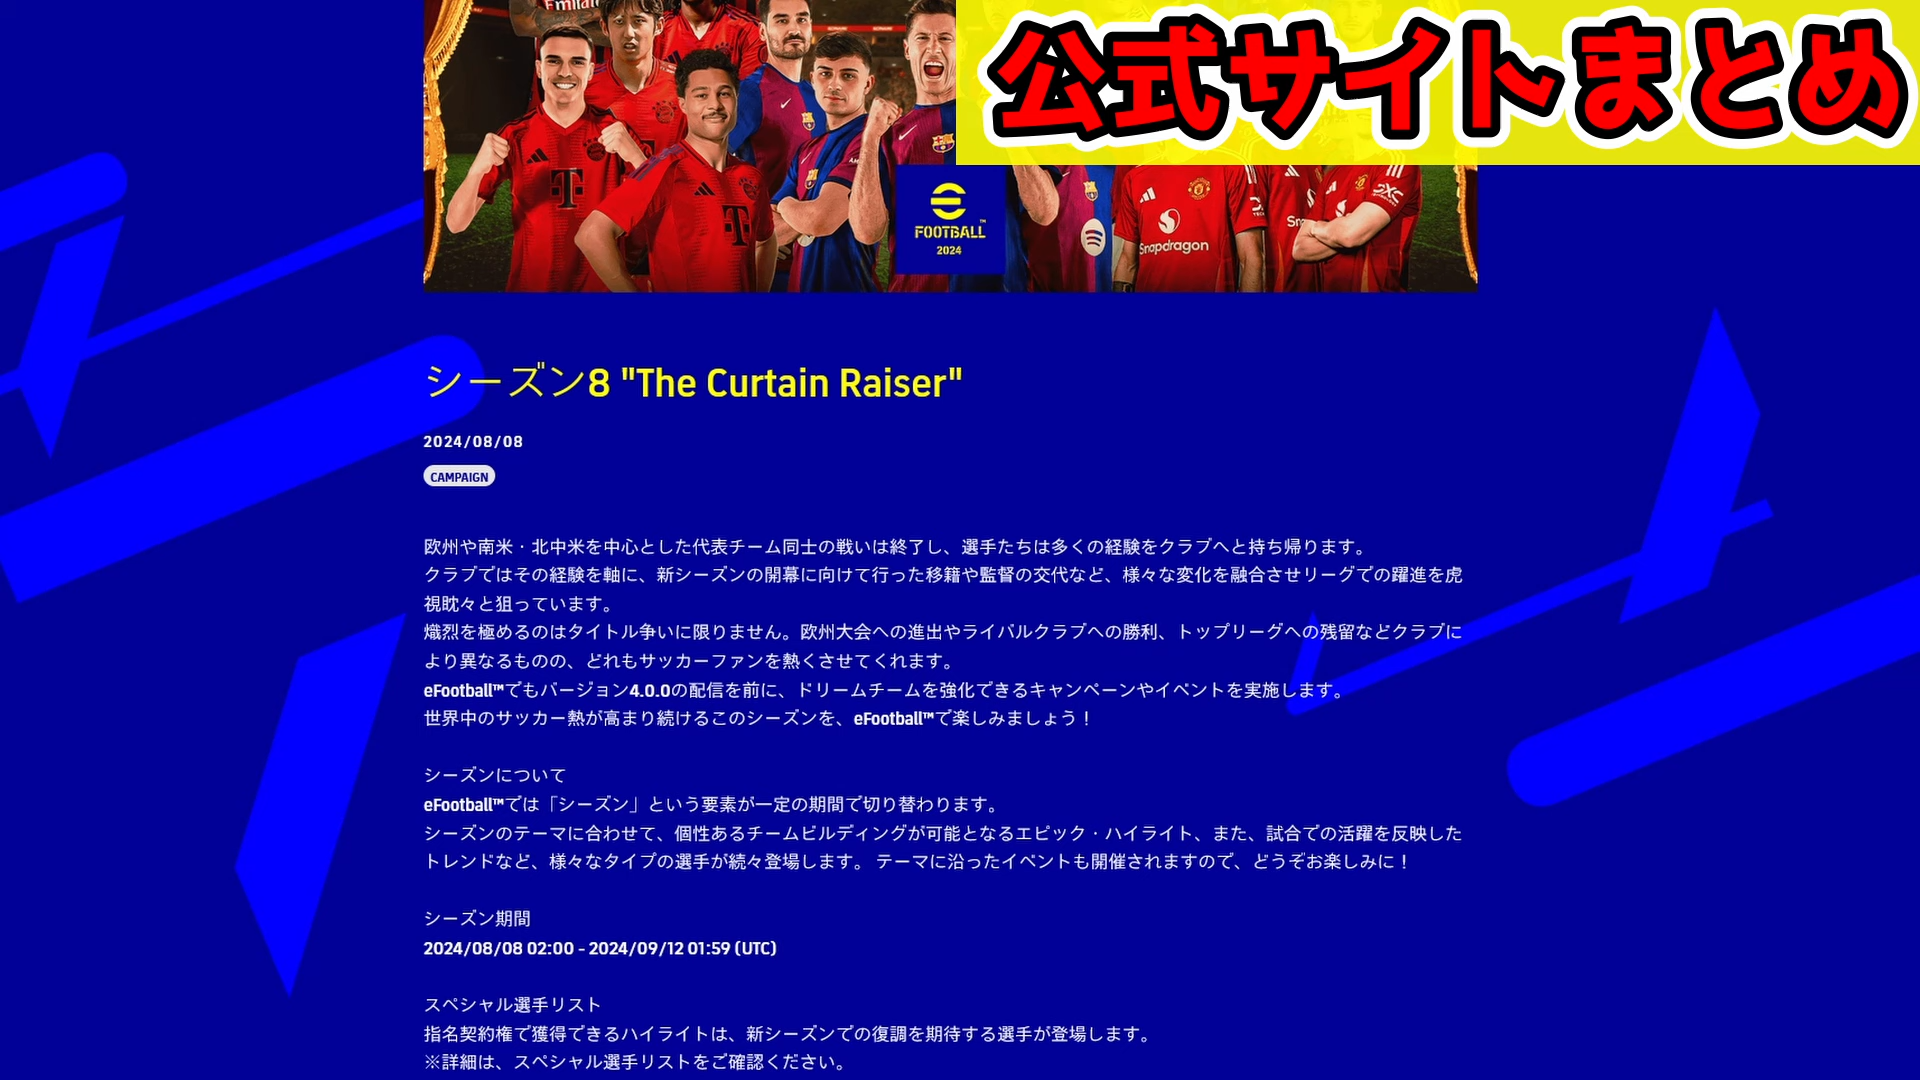 公式サイトまとめ
Emirates
T
T
Snapdragon
FOOTBALL™
2024
シーズン8 "The Curtain Raiser"
2024/08/08
CAMPAIGN
欧州や南米・北中米を中心とした代表チーム同士の戦いは終了し、選手たちは多くの経験をクラブへと持ち帰ります。
クラブではその経験を軸に、新シーズンの開幕に向けて行った移籍や監督の交代など、様々な変化を融合させリーグでの躍進を虎
視眈々と狙っています。
熾烈を極めるのはタイトル争いに限りません。欧州大会への進出やライバルクラブへの勝利、トップリーグへの残留などクラブに
より異なるものの、どれもサッカーファンを熱くさせてくれます。
eFootball™でもバージョン4.0.0の配信を前に、ドリームチームを強化できるキャンペーンやイベントを実施します。
世界中のサッカー熱が高まり続けるこのシーズンを、eFootball™で楽しみましょう！
シーズンについて
eFootball™では「シーズン」という要素が一定の期間で切り替わります。
シーズンのテーマに合わせて、個性あるチームビルディングが可能となるエピック・ハイライト、また、試合での活躍を反映した
トレンドなど、様々なタイプの選手が続々登場します。 テーマに沿ったイベントも開催されますので、どうぞお楽しみに！
シーズン期間
2024/08/08 02:00 - 2024/09/12 01:59 (UTC)
スペシャル選手リスト
指名契約権で獲得できるハイライトは、新シーズンでの復調を期待する選手が登場します。
※詳細は、スペシャル選手リストをご確認ください。